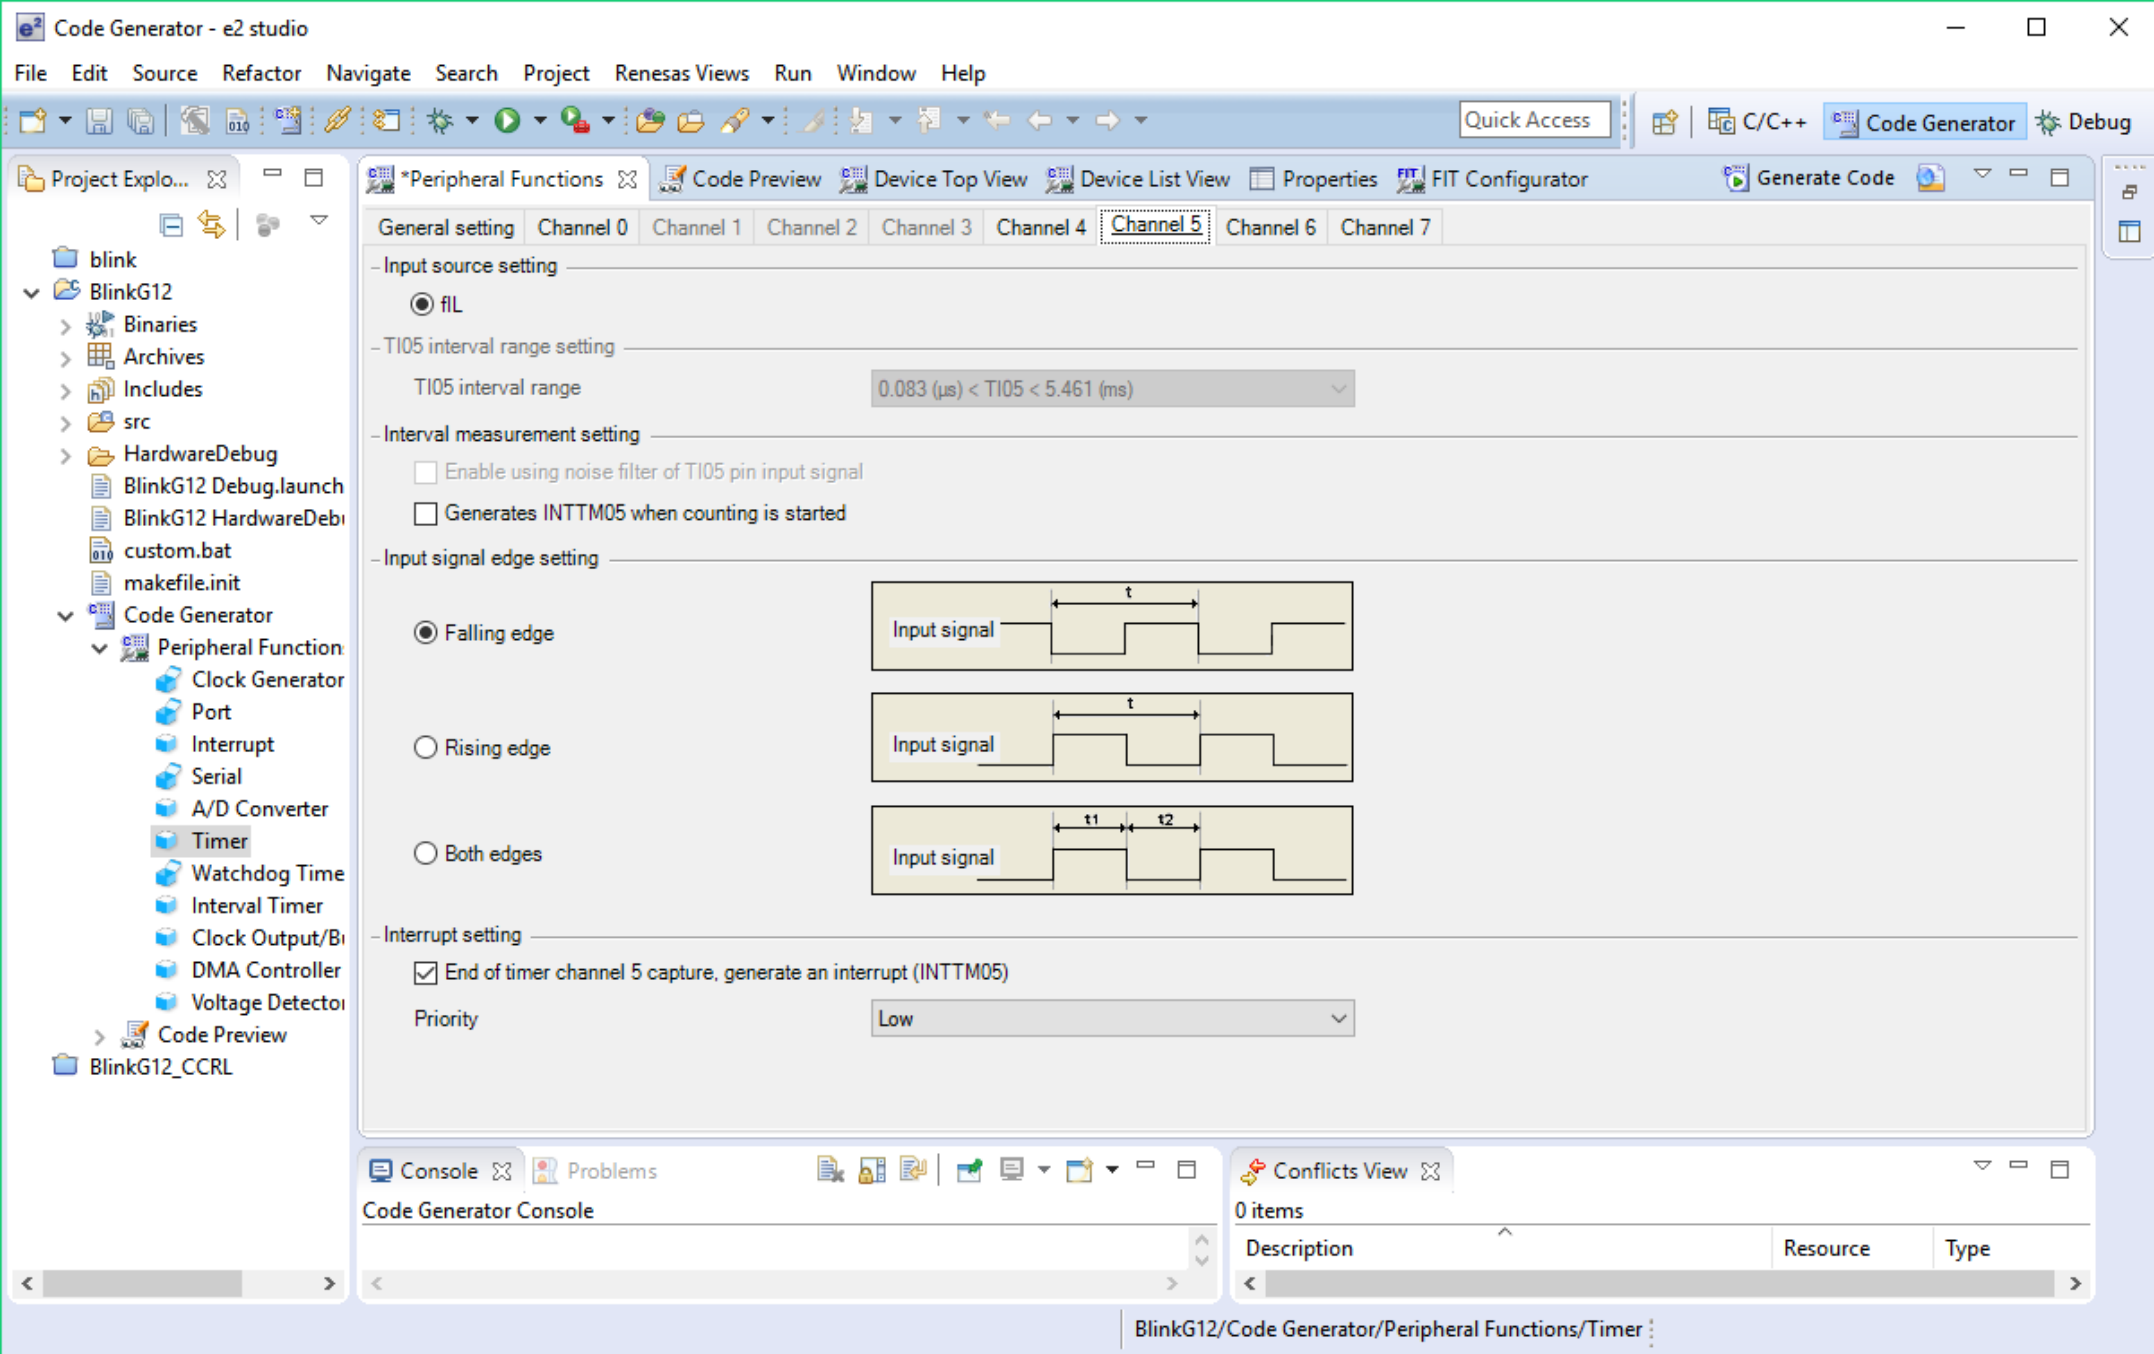 Code Generator - e2 studio
File Edit Source Refactor Navigate Search Project Renesas Views Run Window Help
Quick Access
C/C++
Code Generator
Debug
Project Explo...
*Peripheral Functions
Code Preview
Device Top View
Device List View
Properties
FIT Configurator
Generate Code
General setting Channel 0 Channel 1 Channel 2 Channel 3 Channel 4 Channel 5 Channel 6 Channel 7
blink
BlinkG12
Binaries
Archives
Includes
src
HardwareDebug
BlinkG12 Debug.launch
BlinkG12 HardwareDeb
custom.bat
makefile.init
Code Generator
Peripheral Function
Clock Generator
Port
Interrupt
Serial
A/D Converter
Timer
Watchdog Time
Interval Timer
Clock Output/B
DMA Controller
Voltage Detecto
Code Preview
BlinkG12_CCRL
Input source setting
fIL
TI05 interval range setting
TI05 interval range
0.083 (µs) < TI05 < 5.461 (ms)
Interval measurement setting
Enable using noise filter of TI05 pin input signal
Generates INTTM05 when counting is started
Input signal edge setting
Falling edge
t
Input signal
Rising edge
t
Input signal
Both edges
t1 t2
Input signal
Interrupt setting
End of timer channel 5 capture, generate an interrupt (INTTM05)
Priority
Low
Console
Problems
Code Generator Console
Conflicts View
0 items
Description Resource Type
BlinkG12/Code Generator/Peripheral Functions/Timer